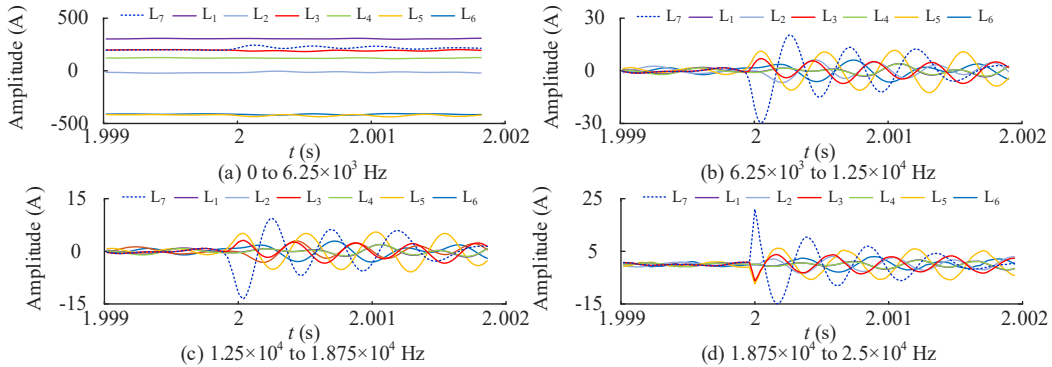 L₇ L₁ L₂ L₃ L₄ L₅ L₆
Amplitude (A)
500
0
-500
1.999 2 2.001 2.002
t (s)
(a) 0 to 6.25×10³ Hz
L₇ L₁ L₂ L₃ L₄ L₅ L₆
Amplitude (A)
30
0
-30
1.999 2 2.001 2.002
t (s)
(b) 6.25×10³ to 1.25×10⁴ Hz
L₇ L₁ L₂ L₃ L₄ L₅ L₆
Amplitude (A)
15
0
-15
1.999 2 2.001 2.002
t (s)
(c) 1.25×10⁴ to 1.875×10⁴ Hz
L₇ L₁ L₂ L₃ L₄ L₅ L₆
Amplitude (A)
25
5
-15
1.999 2 2.001 2.002
t (s)
(d) 1.875×10⁴ to 2.5×10⁴ Hz